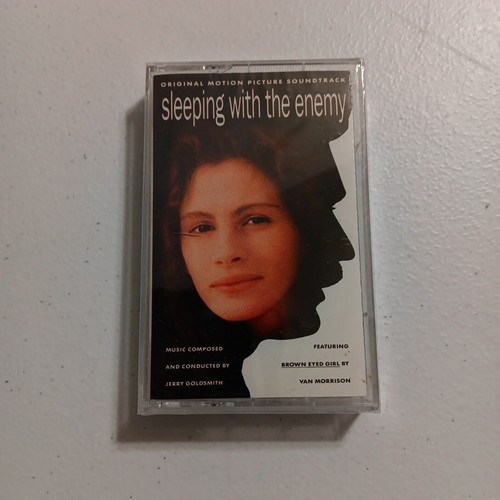 ORIGINAL MOTION PICTURE SOUNDTRACK
sleeping with the enemy
MUSIC COMPOSED
AND CONDUCTED BY
JERRY GOLDSMITH
FEATURING
BROWN EYED GIRL BY
VAN MORRISON